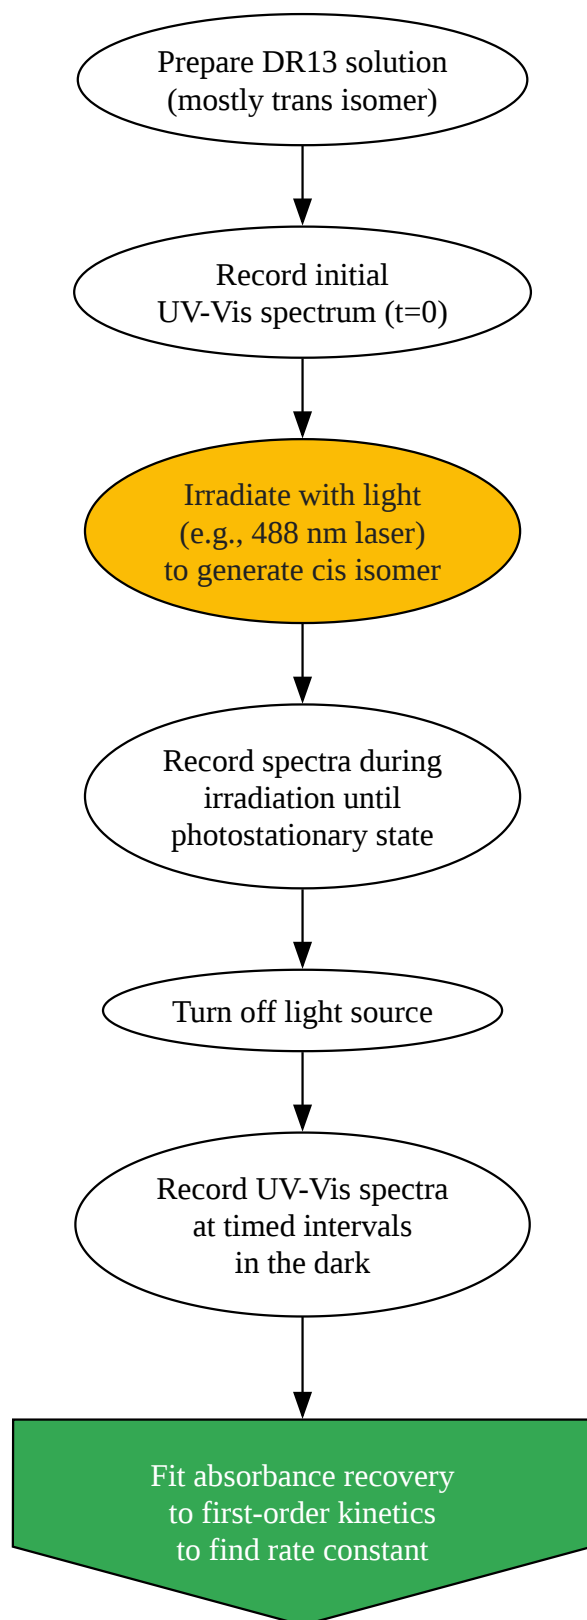 Prepare DR13 solution
(mostly trans isomer)
Record initial
UV-Vis spectrum (t=0)
Irradiate with light
(e.g., 488 nm laser)
to generate cis isomer
Record spectra during
irradiation until
photostationary state
Turn off light source
Record UV-Vis spectra
at timed intervals
in the dark
Fit absorbance recovery
to first-order kinetics
to find rate constant